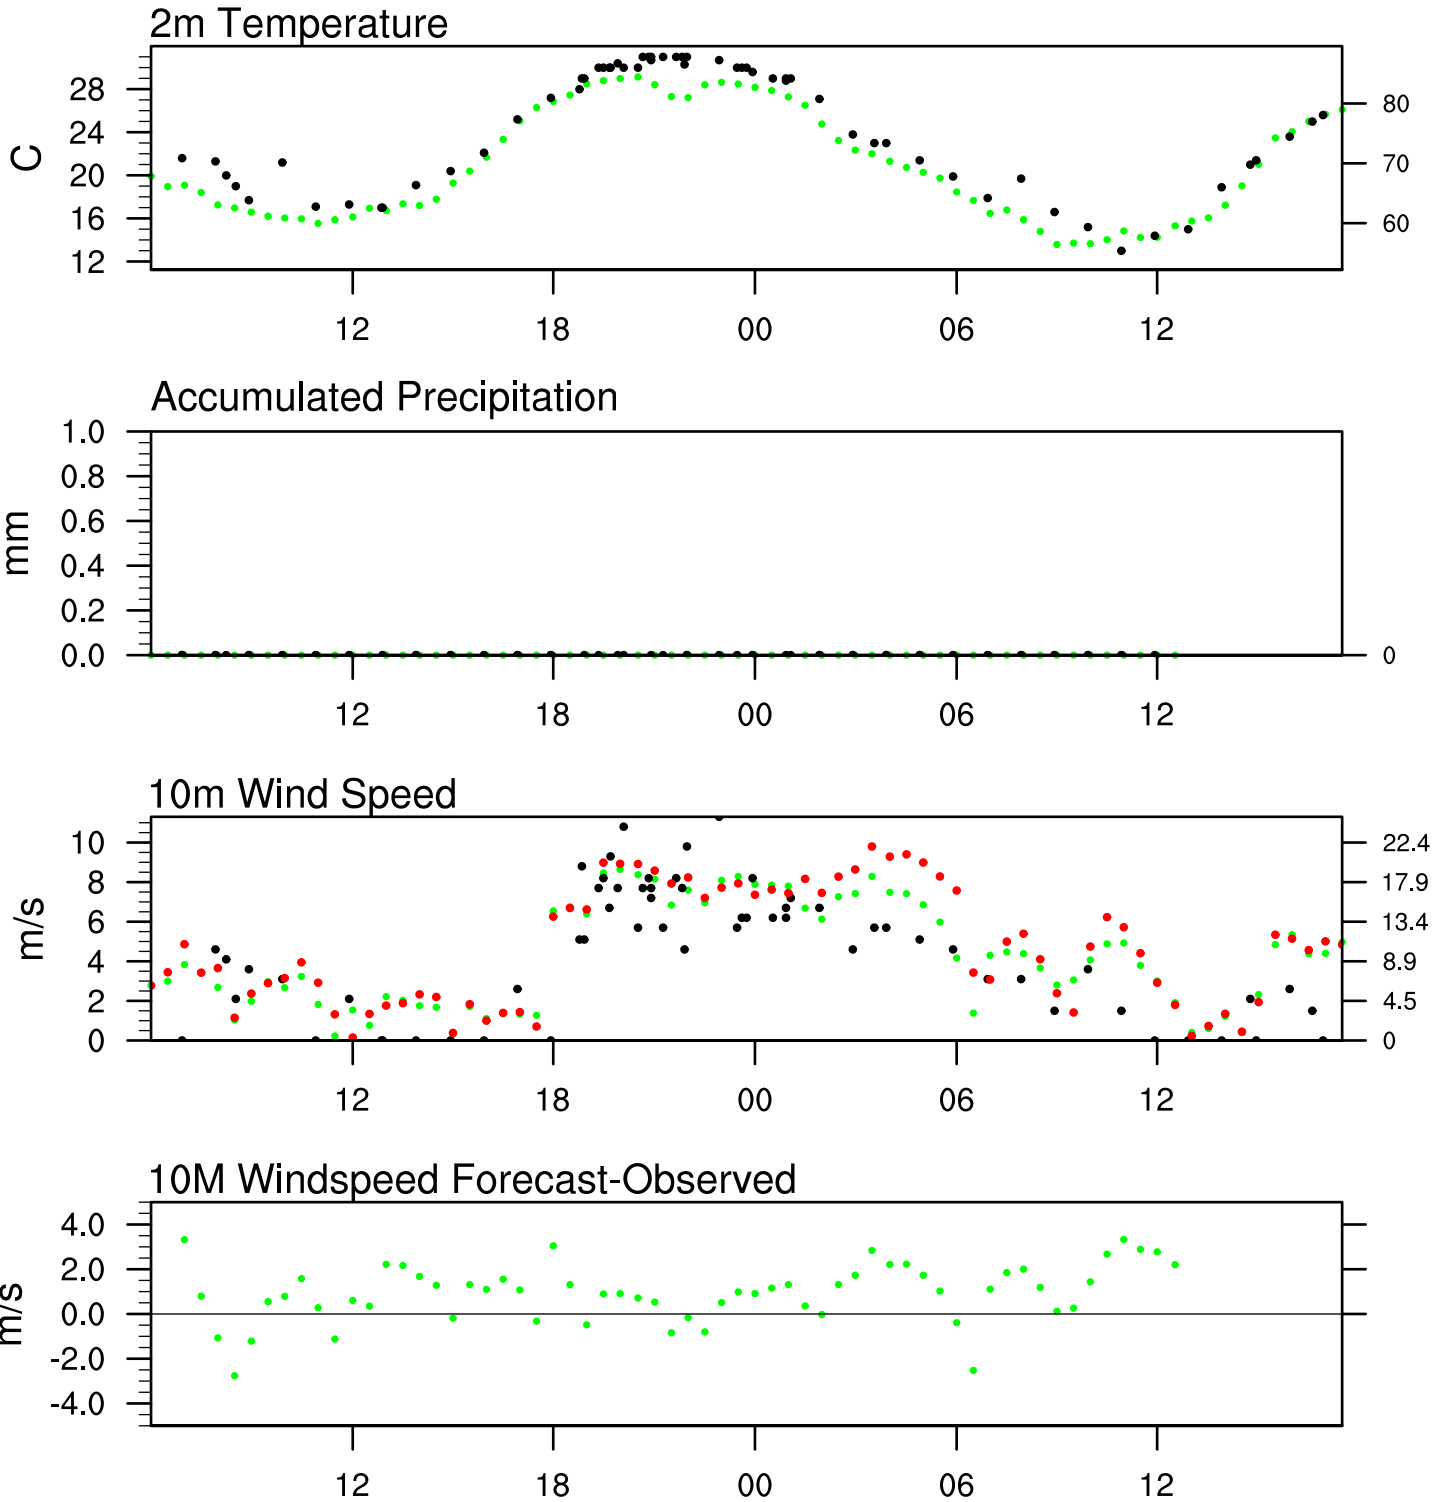 2m Temperature
28
24
20
16
12
C
80
70
60
12 18 00 06 12
Accumulated Precipitation
1.0
0.8
0.6
0.4
0.2
0.0
mm
0
12 18 00 06 12
10m Wind Speed
10
8
6
4
2
0
m/s
22.4
17.9
13.4
8.9
4.5
0
12 18 00 06 12
10M Windspeed Forecast-Observed
4.0
2.0
0.0
-2.0
-4.0
m/s
12 18 00 06 12